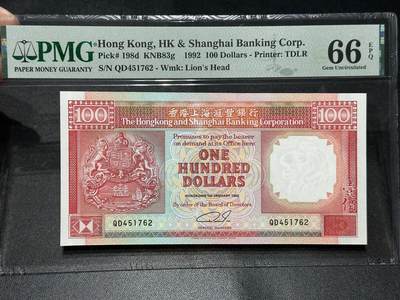 PMG
PAPER MONEY GUARANTY
Hong Kong, HK & Shanghai Banking Corp.
Pick# 198d KNB83g 1992 100 Dollars - Printer: TDLR
S/N QD451762 - Wmk: Lion's Head
66 EPQ
Gem Uncirculated
100
香港上海滙豐銀行
100
The Hongkong and Shanghai Banking Corporation
Promises to pay the bearer
on demand at its Office here
ONE
HUNDRED
DOLLARS
By order of the Board of Directors
QD451762
QD451762